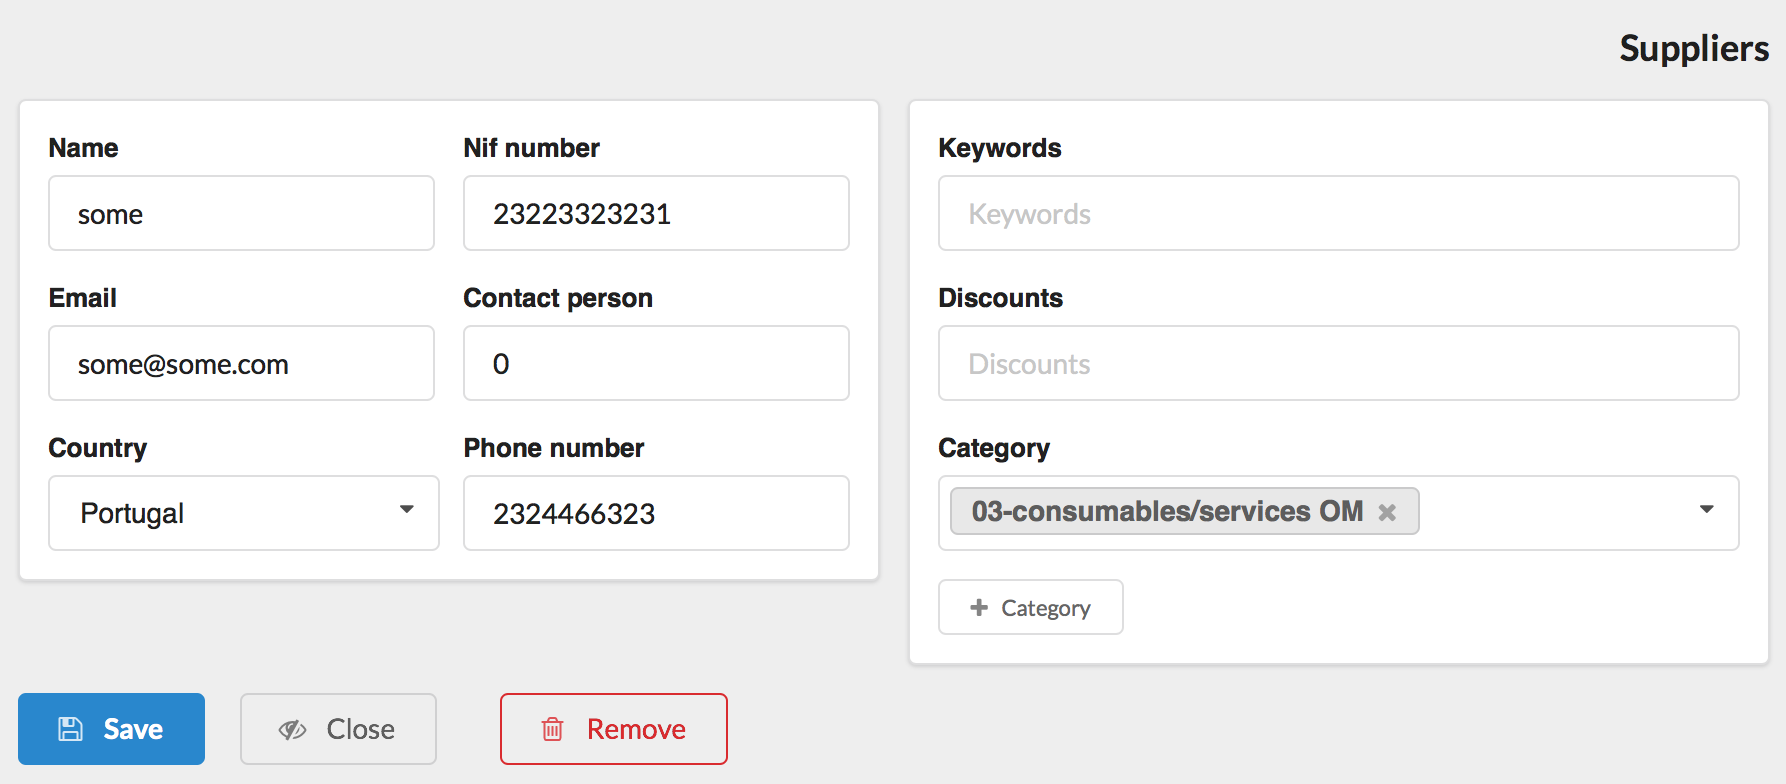 Suppliers
Name
some
Nif number
23223323231
Email
some@some.com
Contact person
0
Country
Portugal
Phone number
2324466323
Keywords
Keywords
Discounts
Discounts
Category
03-consumables/services OM
Category
Save
Close
Remove